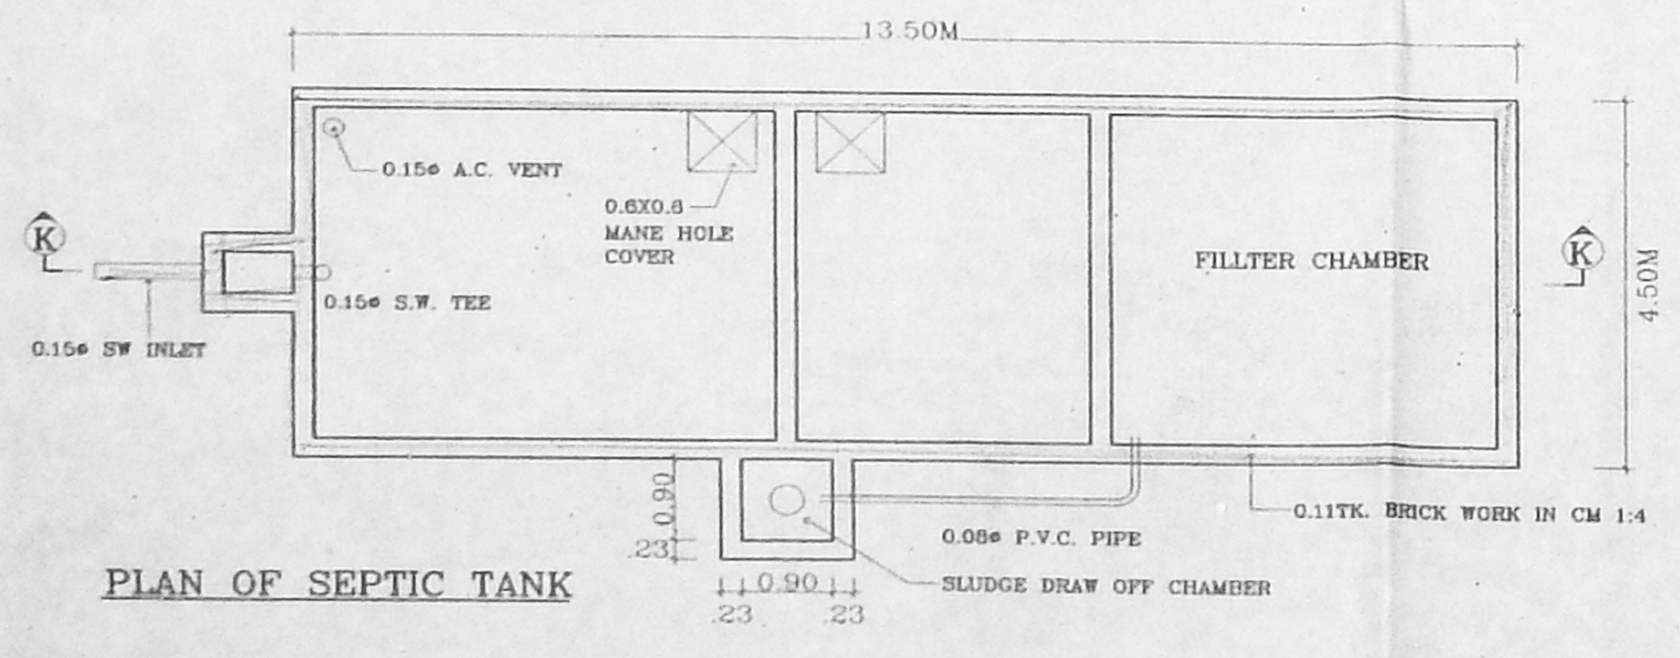 13.50M
0.15ø A.C. VENT
0.6X0.6
MANE HOLE
COVER
K
K
FILLTER CHAMBER
4.50M
0.15ø S.W. TEE
0.15ø SW INLET
0.90
.23
0.11TK. BRICK WORK IN CM 1:4
0.08ø P.V.C. PIPE
SLUDGE DRAW OFF CHAMBER
0.90
.23
.23
PLAN OF SEPTIC TANK